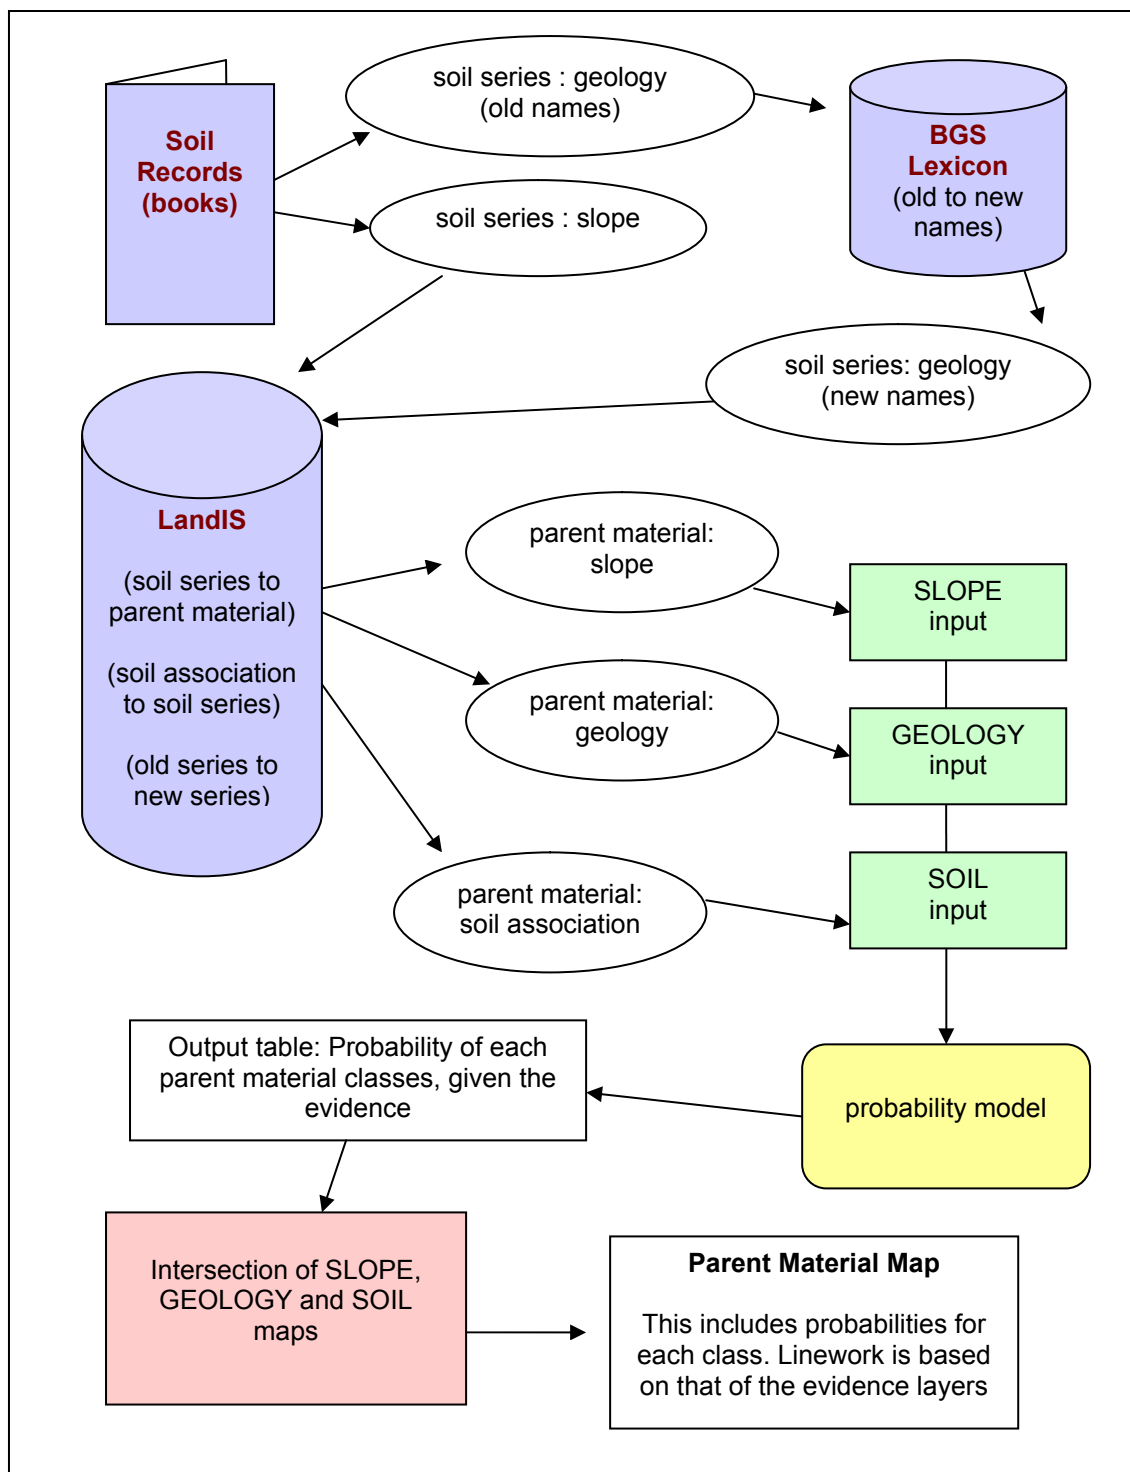 soil series : geology
(old names)
Soil
Records
(books)
BGS
Lexicon
(old to new
names)
soil series : slope
soil series: geology
(new names)
LandIS
(soil series to
parent material)
(soil association
to soil series)
(old series to
new series)
parent material:
slope
SLOPE
input
parent material:
geology
GEOLOGY
input
parent material:
soil association
SOIL
input
Output table: Probability of each
parent material classes, given the
evidence
probability model
Intersection of SLOPE,
GEOLOGY and SOIL
maps
Parent Material Map
This includes probabilities for
each class. Linework is based
on that of the evidence layers